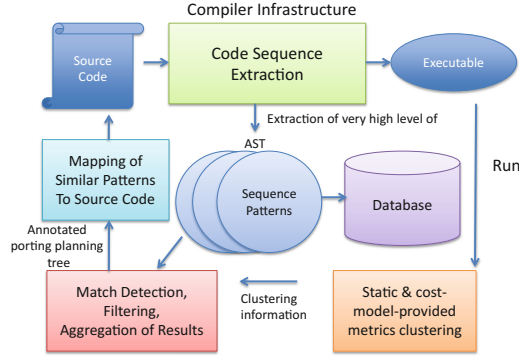 Compiler Infrastructure
Source
Code
Code Sequence
Extraction
Executable
Extraction of very high level of
AST
Mapping of
Similar Patterns
To Source Code
Sequence
Patterns
Database
Run
Annotated
porting planning
tree
Match Detection,
Filtering,
Aggregation of Results
Clustering
information
Static & cost-
model-provided
metrics clustering